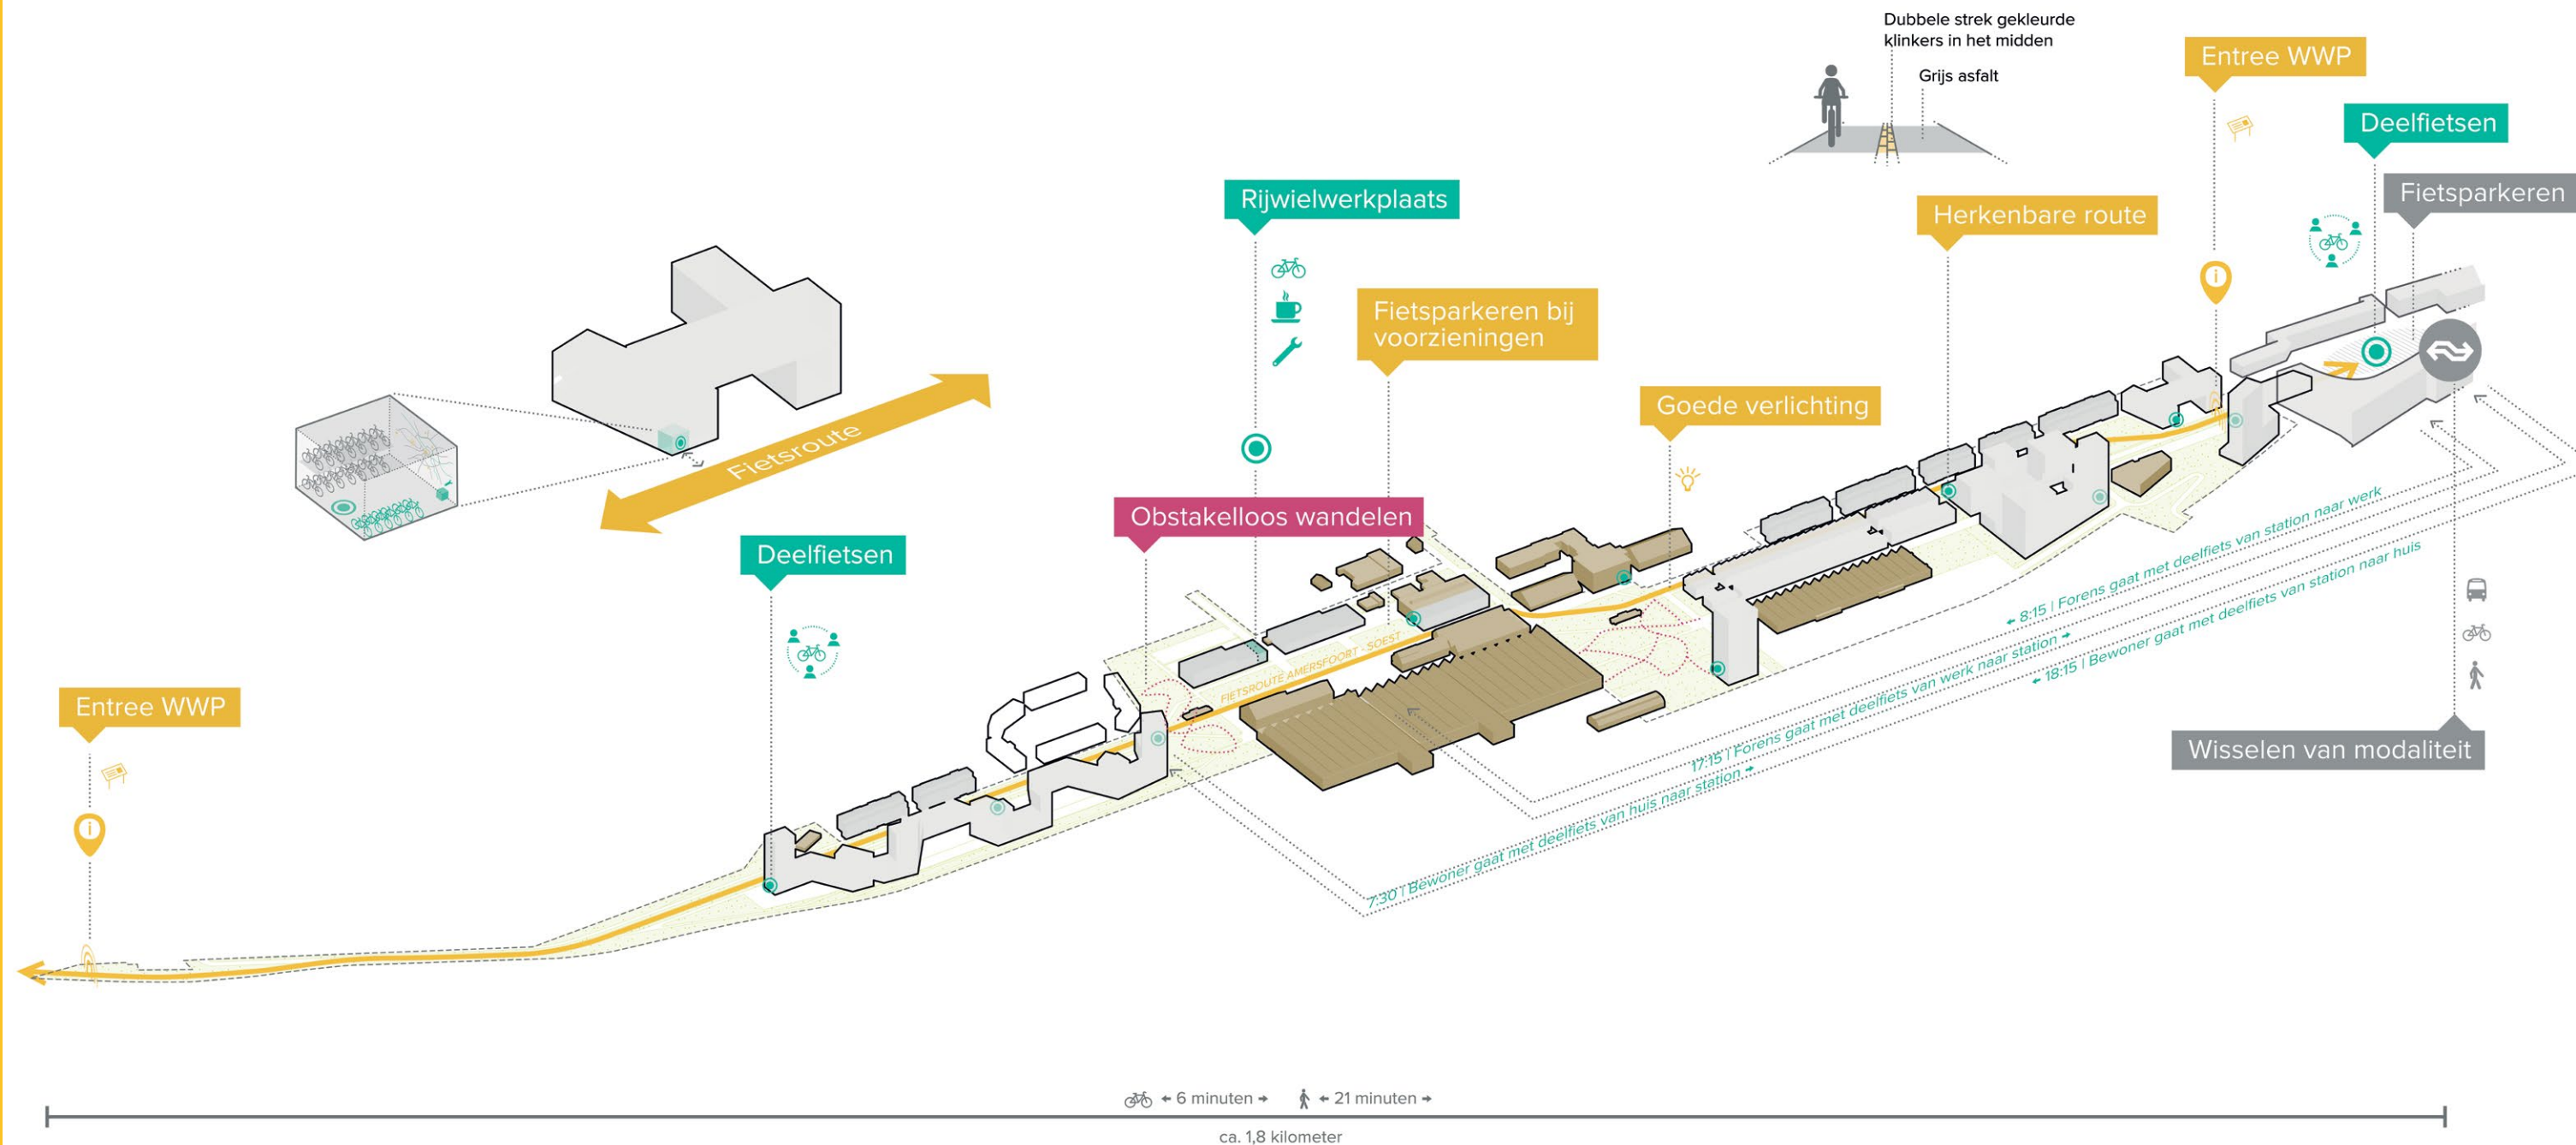 Dubbele strek gekleurde
klinkers in het midden
Grijs asfalt
Entree WWP
Deelfietsen
Fietsparkeren
Rijwielwerkplaats
Herkenbare route
Fietsparkeren bij
voorzieningen
Goede verlichting
Fietsroute
Obstakelloos wandelen
Deelfietsen
Entree WWP
FIETSROUTE AMERSFOORT - SOEST
← 8:15 | Forens gaat met deelfiets van station naar werk
17:15 | Forens gaat met deelfiets van werk naar station →
← 18:15 | Bewoner gaat met deelfiets van station naar huis
7:30 | Bewoner gaat met deelfiets van huis naar station →
Wisselen van modaliteit
← 6 minuten → ← 21 minuten →
ca. 1,8 kilometer